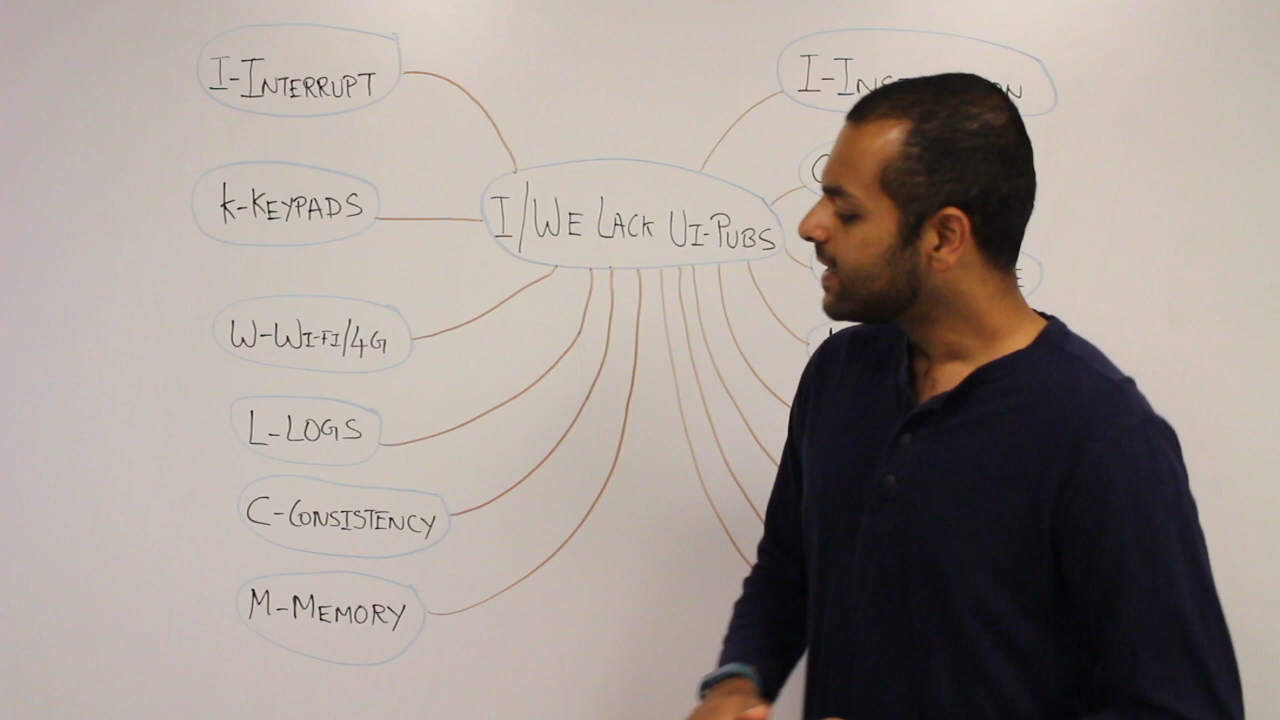 I-INTERRUPT
K-KEYPADS
I/WE LACK UI-PUBS
W-WI-FI/4G
L-LOGS
C-CONSISTENCY
M-MEMORY